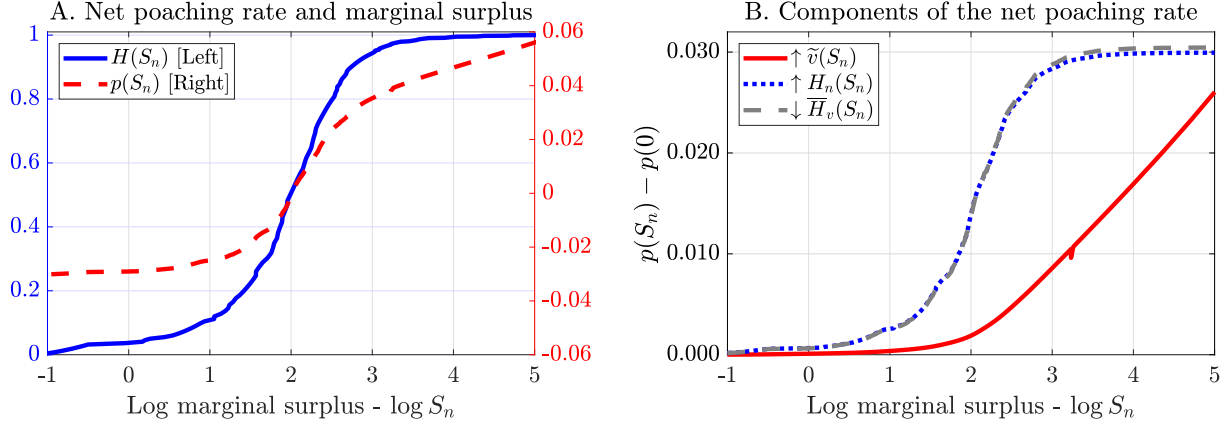 A. Net poaching rate and marginal surplus
H(Sₙ) [Left]
p(Sₙ) [Right]
1
0.8
0.6
0.4
0.2
0
0.06
0.04
0.02
0
-0.02
-0.04
-0.06
-1 0 1 2 3 4 5
Log marginal surplus - log Sₙ
B. Components of the net poaching rate
↑ ṽ(Sₙ)
↑ Hₙ(Sₙ)
↓ H̅ᵥ(Sₙ)
p(Sₙ) − p(0)
0.030
0.020
0.010
0.000
-1 0 1 2 3 4 5
Log marginal surplus - log Sₙ